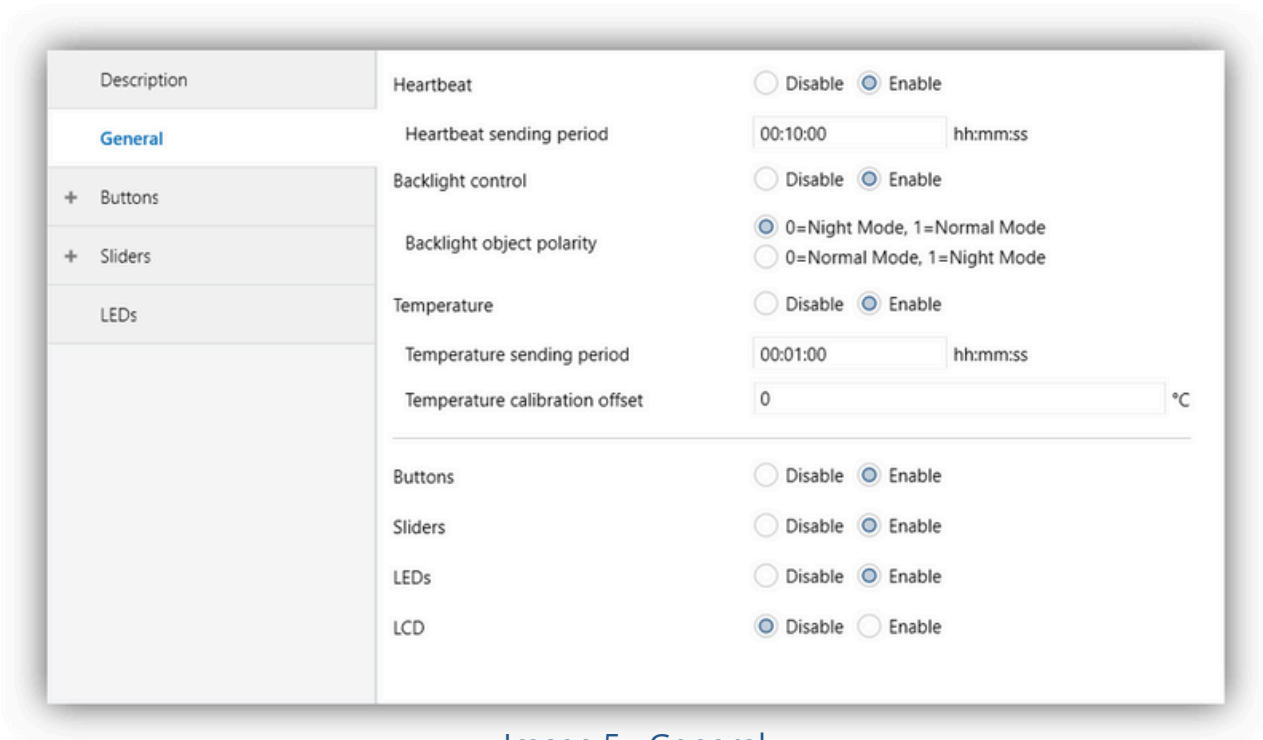 Description
General
+ Buttons
+ Sliders
LEDs
Heartbeat Disable Enable
Heartbeat sending period 00:10:00 hh:mm:ss
Backlight control Disable Enable
Backlight object polarity 0=Night Mode, 1=Normal Mode
0=Normal Mode, 1=Night Mode
Temperature Disable Enable
Temperature sending period 00:01:00 hh:mm:ss
Temperature calibration offset 0 °C
Buttons Disable Enable
Sliders Disable Enable
LEDs Disable Enable
LCD Disable Enable
General